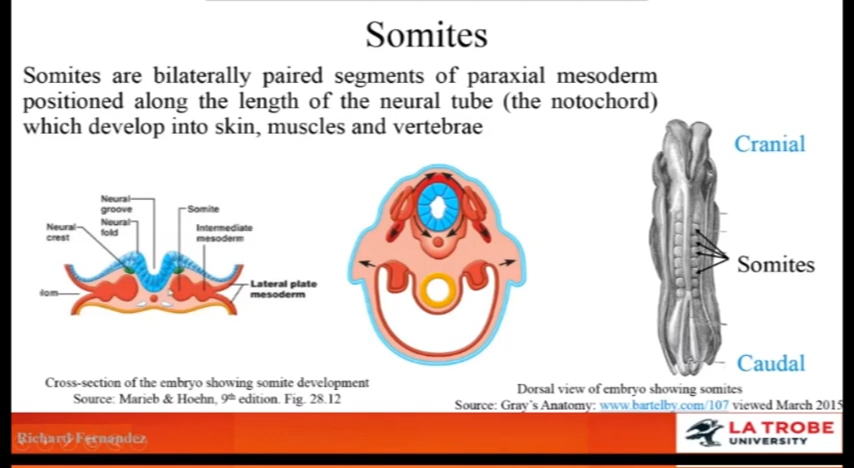 Somites
Somites are bilaterally paired segments of paraxial mesoderm
positioned along the length of the neural tube (the notochord)
which develop into skin, muscles and vertebrae
Cranial
Neural
groove
Neural
fold
Neural
crest
Somite
Intermediate
mesoderm
lom
Lateral plate
mesoderm
Somites
Caudal
Cross-section of the embryo showing somite development
Source: Marieb & Hoehn, 9th edition. Fig. 28.12
Dorsal view of embryo showing somites
Source: Gray's Anatomy: www.bartelby.com/107 viewed March 2015
Richard Fernandez
LA TROBE
UNIVERSITY